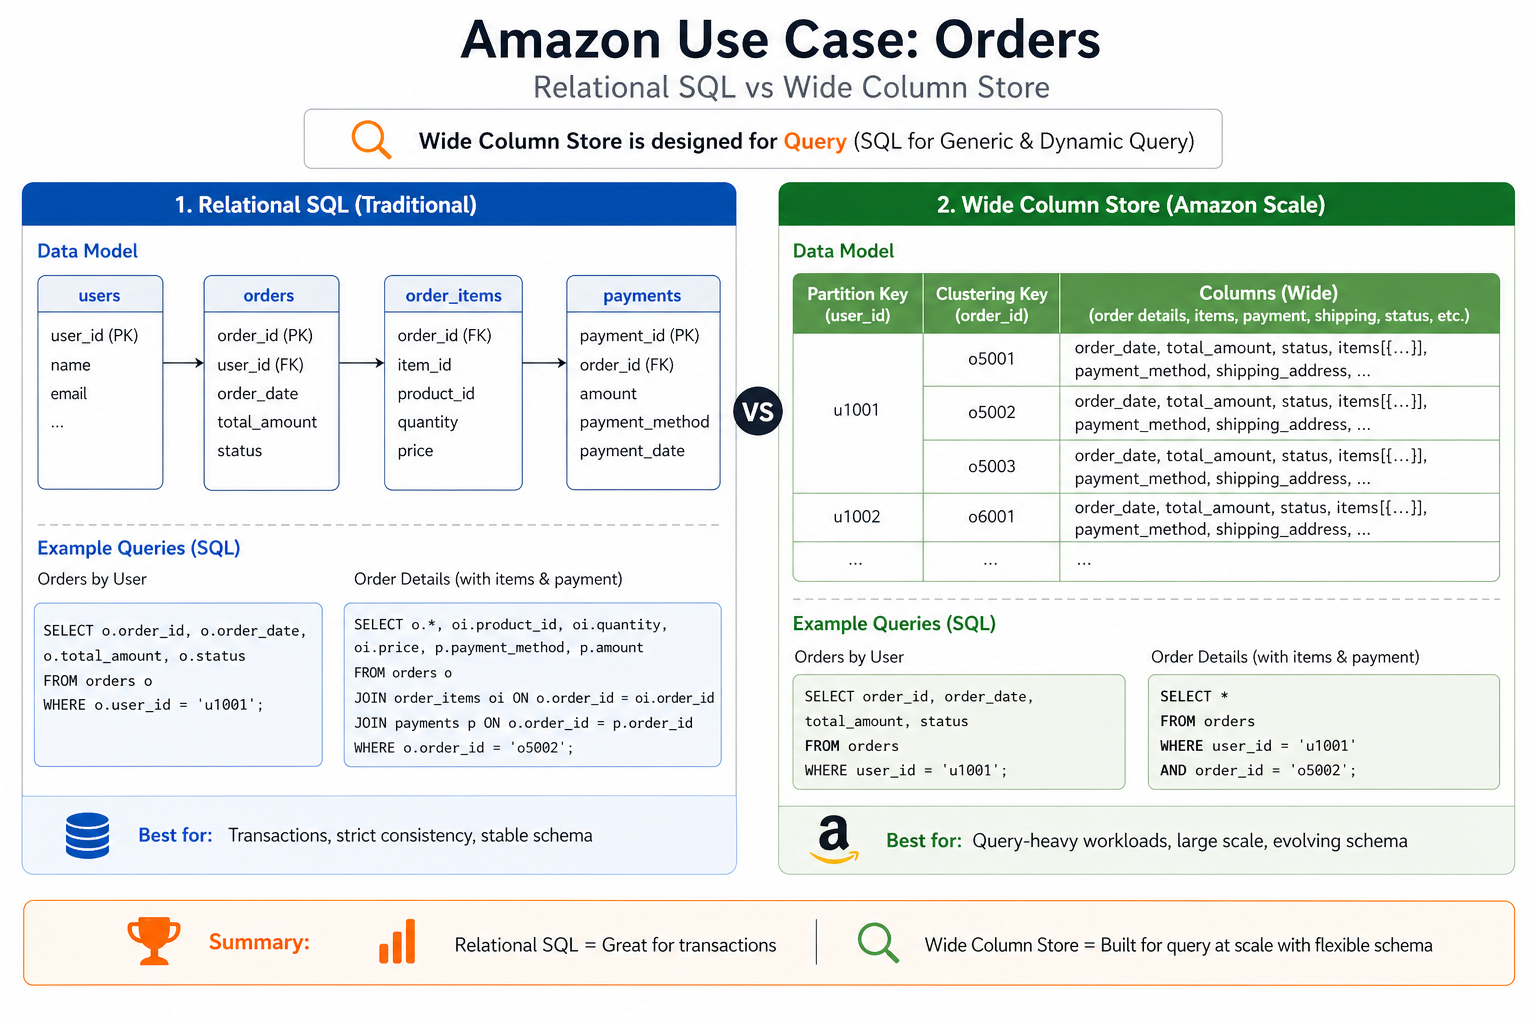 Amazon Use Case: Orders
Relational SQL vs Wide Column Store
Wide Column Store is designed for Query (SQL for Generic & Dynamic Query)
1. Relational SQL (Traditional)
Data Model
users
user_id (PK)
name
email
...
orders
order_id (PK)
user_id (FK)
order_date
total_amount
status
order_items
order_id (FK)
item_id
product_id
quantity
price
payments
payment_id (PK)
order_id (FK)
amount
payment_method
payment_date
Example Queries (SQL)
Orders by User
SELECT o.order_id, o.order_date,
o.total_amount, o.status
FROM orders o
WHERE o.user_id = 'u1001';
Order Details (with items & payment)
SELECT o.*, oi.product_id, oi.quantity,
oi.price, p.payment_method, p.amount
FROM orders o
JOIN order_items oi ON o.order_id = oi.order_id
JOIN payments p ON o.order_id = p.order_id
WHERE o.order_id = 'o5002';
Best for: Transactions, strict consistency, stable schema
VS
2. Wide Column Store (Amazon Scale)
Data Model
Partition Key
(user_id)
Clustering Key
(order_id)
Columns (Wide)
(order details, items, payment, shipping, status, etc.)
u1001
o5001
order_date, total_amount, status, items[{...}],
payment_method, shipping_address, ...
o5002
order_date, total_amount, status, items[{...}],
payment_method, shipping_address, ...
o5003
order_date, total_amount, status, items[{...}],
payment_method, shipping_address, ...
u1002
o6001
order_date, total_amount, status, items[{...}],
payment_method, shipping_address, ...
...
...
...
Example Queries (SQL)
Orders by User
SELECT order_id, order_date,
total_amount, status
FROM orders
WHERE user_id = 'u1001';
Order Details (with items & payment)
SELECT *
FROM orders
WHERE user_id = 'u1001'
AND order_id = 'o5002';
a
Best for: Query-heavy workloads, large scale, evolving schema
Summary:
Relational SQL = Great for transactions
Wide Column Store = Built for query at scale with flexible schema